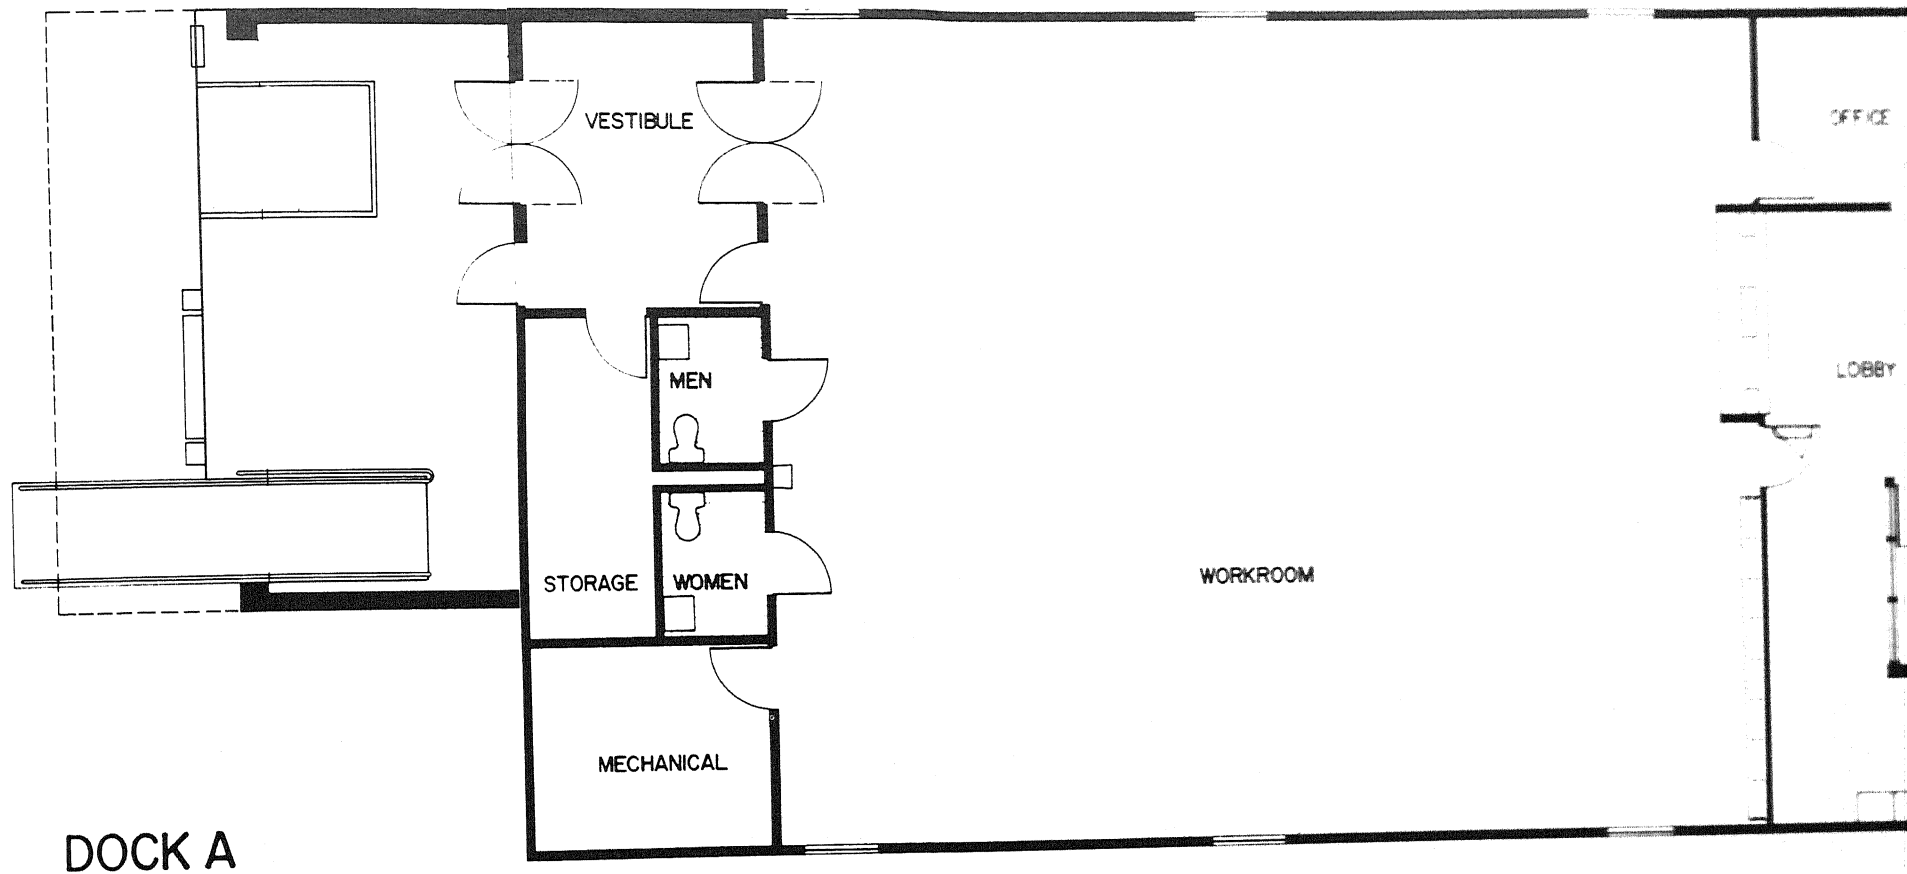 VESTIBULE
OFFICE
MEN
LOBBY
STORAGE
WOMEN
WORKROOM
MECHANICAL
DOCK A